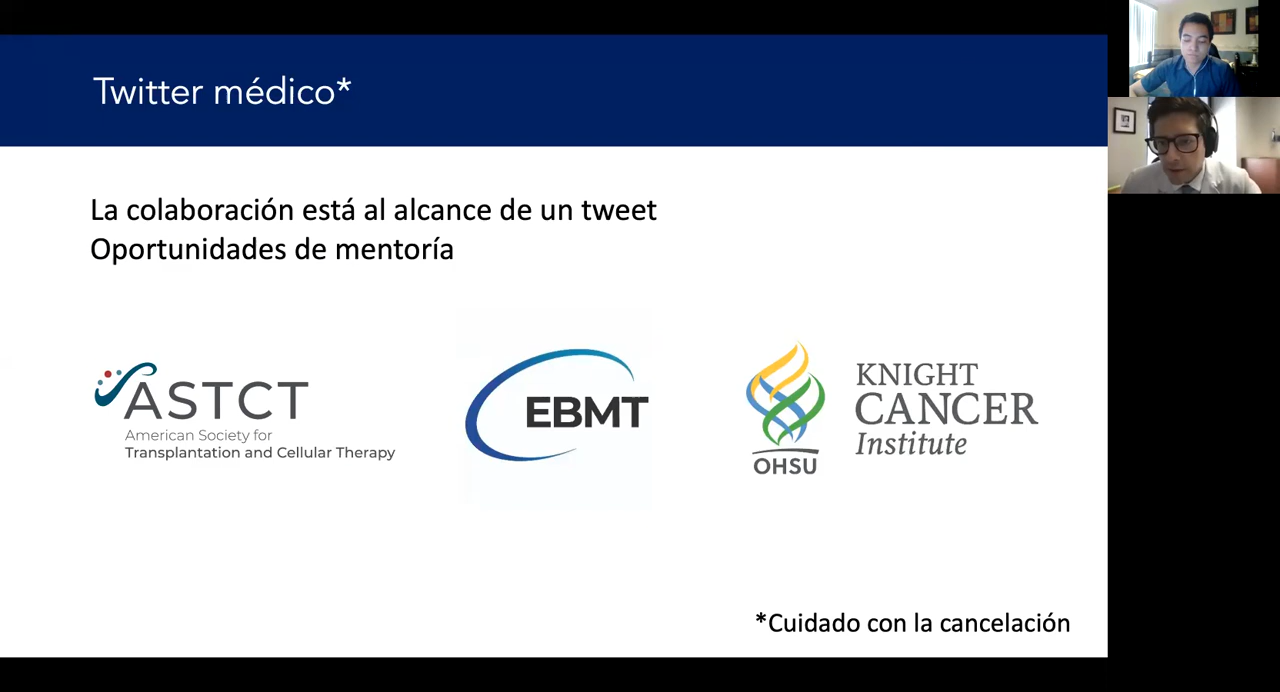 Twitter médico*
La colaboración está al alcance de un tweet
Oportunidades de mentoría
ASTCT
American Society for
Transplantation and Cellular Therapy
EBMT
OHSU
KNIGHT
CANCER
Institute
*Cuidado con la cancelación